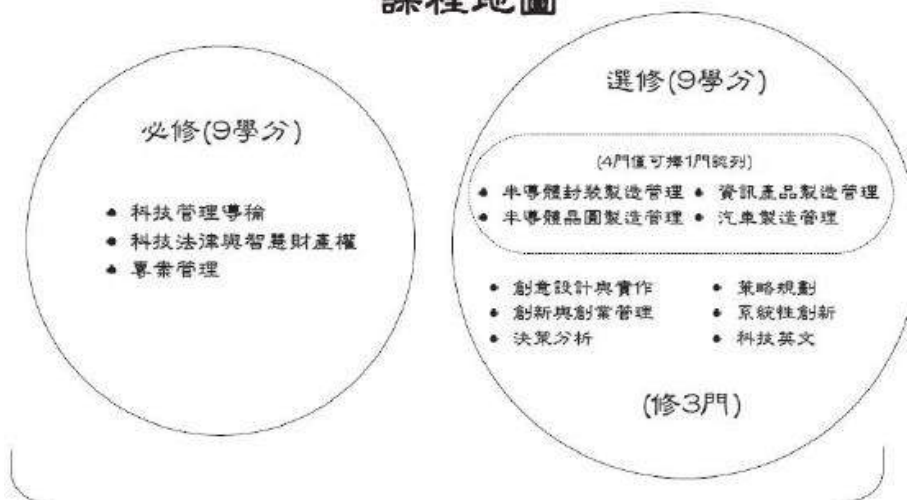 課程地圖
必修(9學分)
• 科技管理導論
• 科技法律與智慧財產權
• 專案管理
選修(9學分)
(4門僅可擇1門認列)
• 半導體封裝製造管理 • 資訊產品製造管理
• 半導體晶圓製造管理 • 汽車製造管理
• 創意設計與實作 • 策略規劃
• 創新與創業管理 • 系統性創新
• 決策分析 • 科技英文
(修3門)